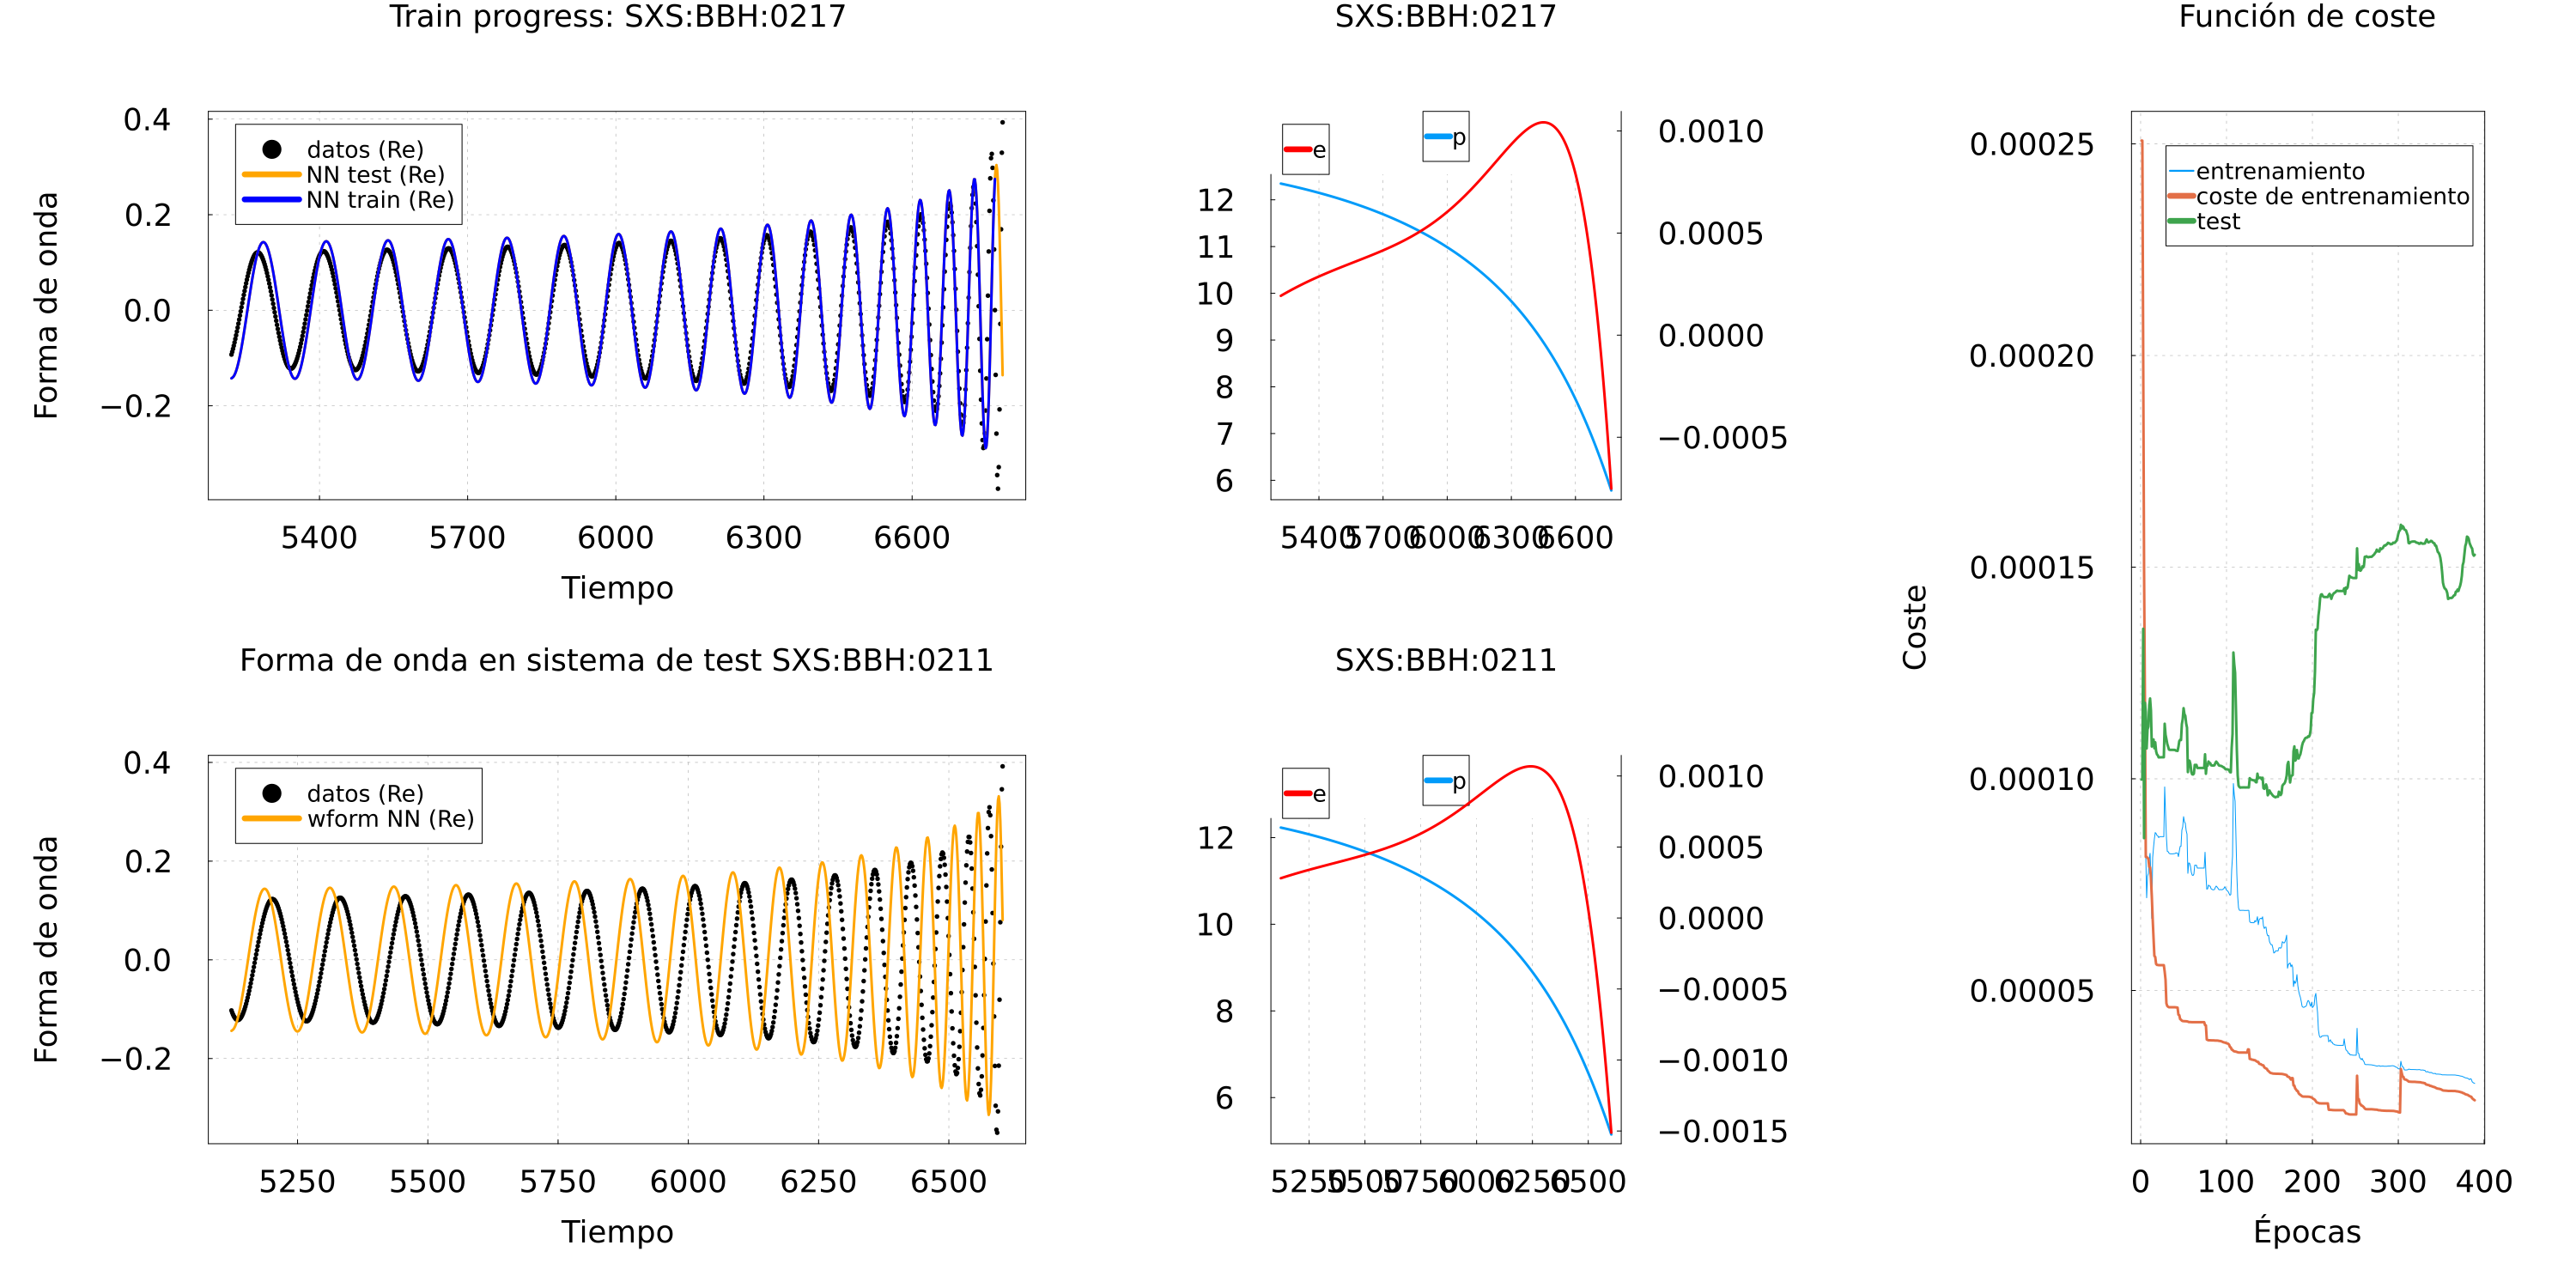 Train progress: SXS:BBH:0217
Forma de onda
0.4
0.2
0.0
−0.2
datos (Re)
NN test (Re)
NN train (Re)
5400 5700 6000 6300 6600
Tiempo
SXS:BBH:0217
e
p
12
11
10
9
8
7
6
0.0010
0.0005
0.0000
−0.0005
5400 5700 6000 6300 6600
Forma de onda en sistema de test SXS:BBH:0211
Forma de onda
0.4
0.2
0.0
−0.2
datos (Re)
wform NN (Re)
5250 5500 5750 6000 6250 6500
Tiempo
SXS:BBH:0211
e
p
12
10
8
6
0.0010
0.0005
0.0000
−0.0005
−0.0010
−0.0015
5250 5500 5750 6000 6250 6500
Función de coste
Coste
0.00025
0.00020
0.00015
0.00010
0.00005
entrenamiento
coste de entrenamiento
test
0 100 200 300 400
Épocas